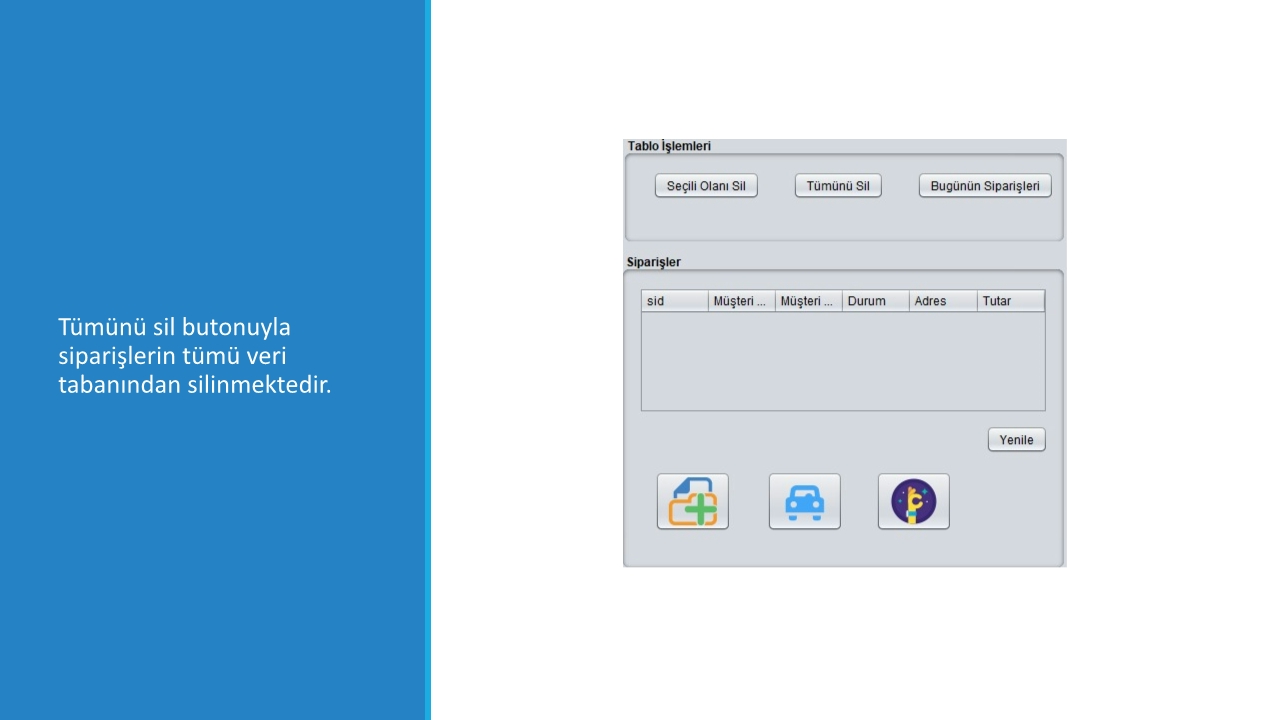 Tümünü sil butonuyla
siparişlerin tümü veri
tabanından silinmektedir.
Tablo İşlemleri
Seçili Olanı Sil Tümünü Sil Bugünün Siparişleri
Siparişler
sid Müşteri ... Müşteri ... Durum Adres Tutar
Yenile